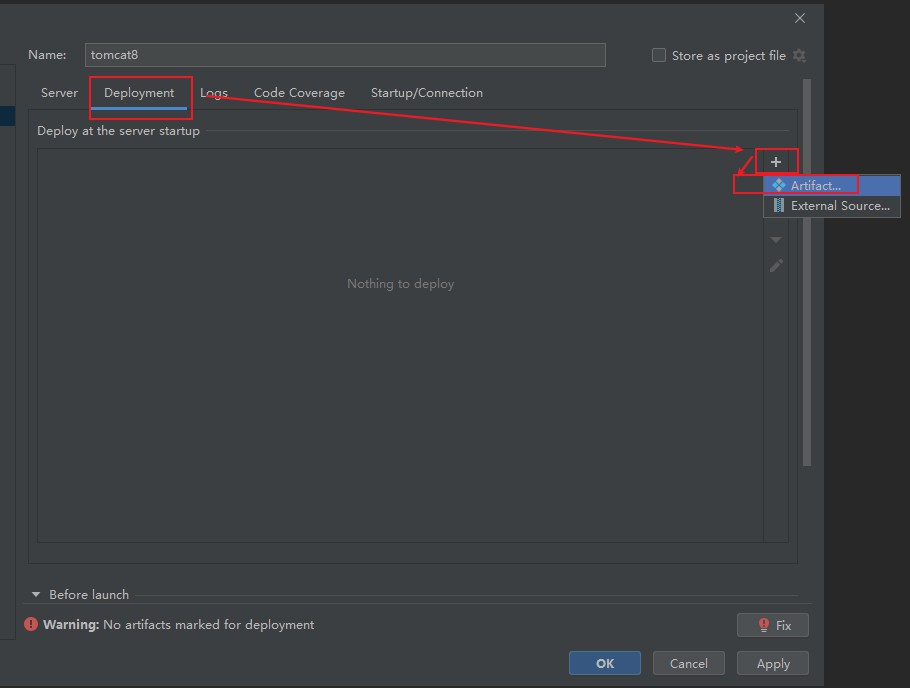 Name: tomcat8 Store as project file
Server Deployment Logs Code Coverage Startup/Connection
Deploy at the server startup
Artifact...
External Source...
Nothing to deploy
Before launch
Warning: No artifacts marked for deployment Fix
OK Cancel Apply